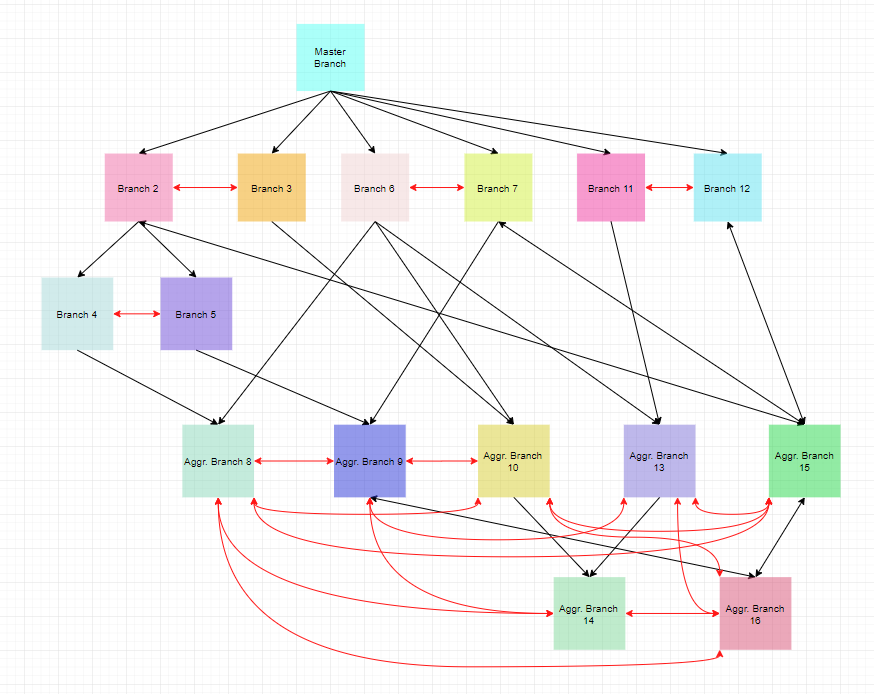 Master
Branch
Branch 2
Branch 3
Branch 6
Branch 7
Branch 11
Branch 12
Branch 4
Branch 5
Aggr. Branch 8
Aggr. Branch 9
Aggr. Branch
10
Aggr. Branch
13
Aggr. Branch
15
Aggr. Branch
14
Aggr. Branch
16